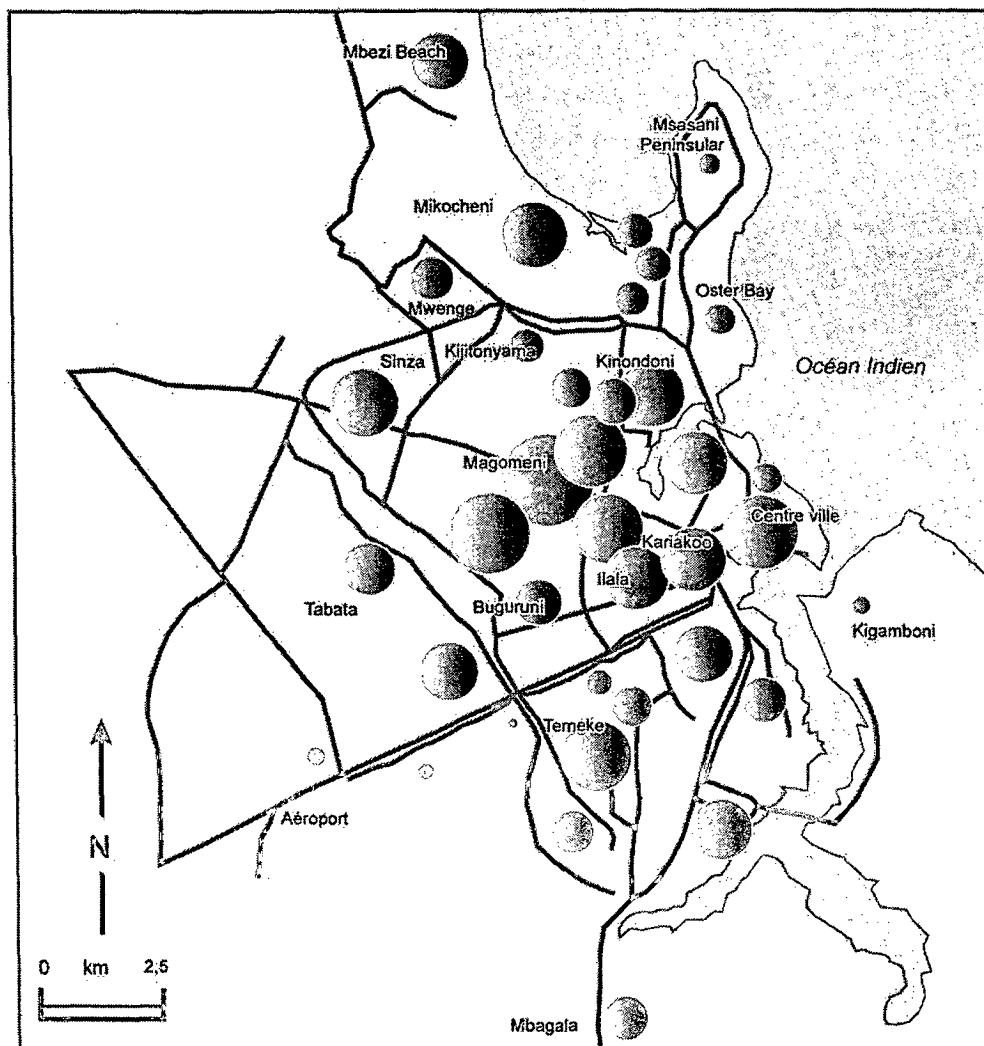 Mbezi Beach
Msasani
Peninsular
Mikocheni
Mwenge
Oster Bay
Kijitonyama
Sinza
Kinondoni
Océan Indien
Magomeni
Centre ville
Kariakoo
Ilala
Tabata
Buguruni
Kigamboni
Temeke
Aéroport
N
0 km 2,5
Mbagala